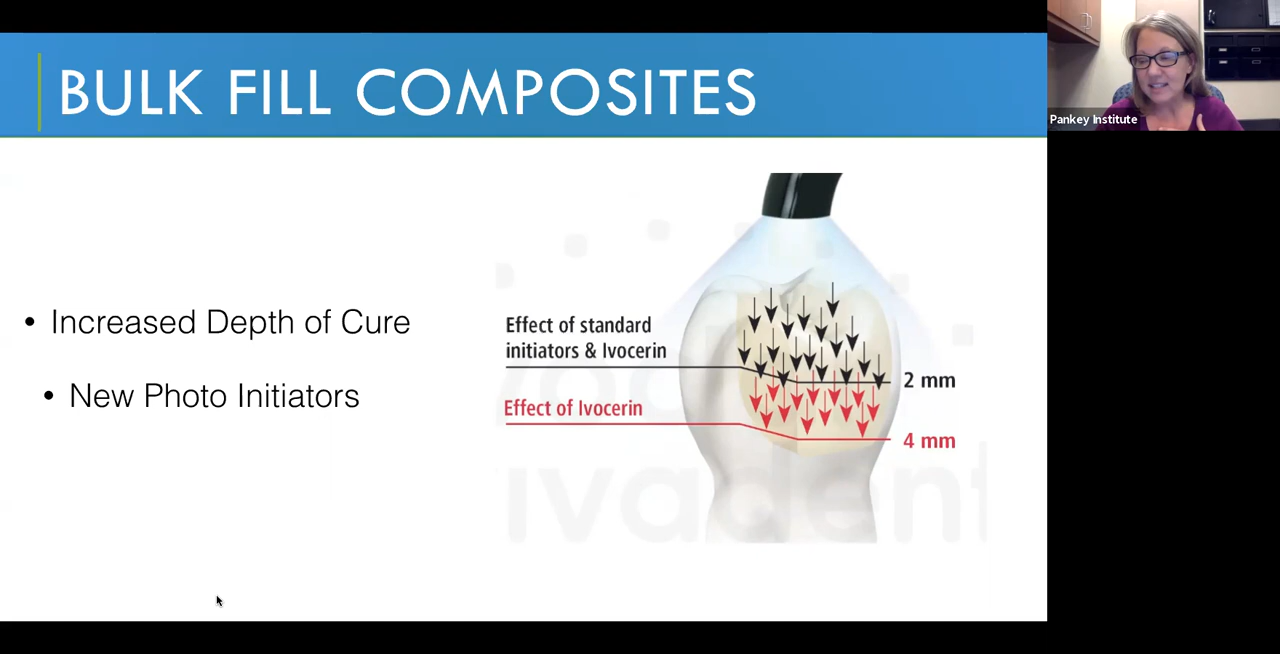 BULK FILL COMPOSITES
Pankey Institute
• Increased Depth of Cure
• New Photo Initiators
Effect of standard
initiators & Ivocerin
2 mm
Effect of Ivocerin
4 mm
ivadent